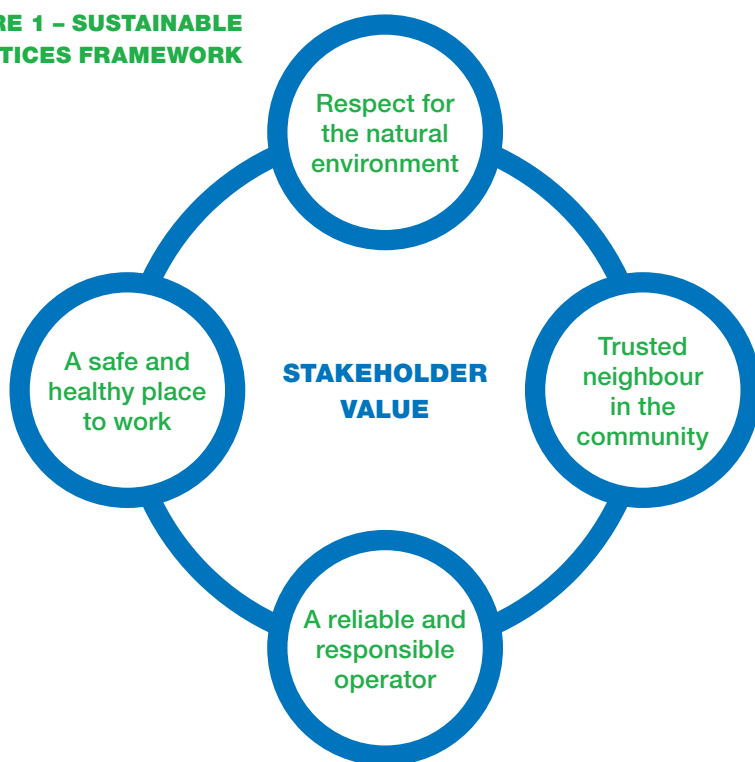 RE 1 – SUSTAINABLE
TICES FRAMEWORK
Respect for
the natural
environment
A safe and
healthy place
to work
STAKEHOLDER
VALUE
Trusted
neighbour
in the
community
A reliable and
responsible
operator